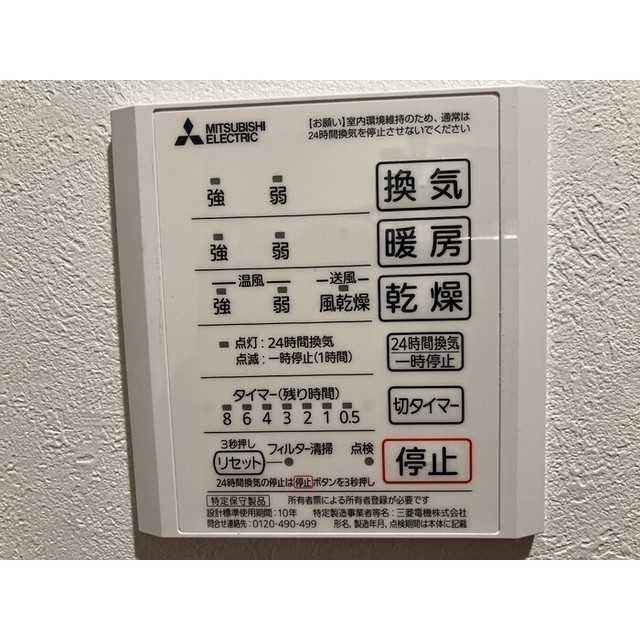 MITSUBISHI
ELECTRIC
【お願い】室内環境維持のため、通常は
24時間換気を停止させないでください
強 弱 換気
強 弱 暖房
温風 送風
強 弱 風乾燥 乾燥
点灯:24時間換気
点滅:一時停止(1時間)
24時間換気
一時停止
タイマー(残り時間)
8 6 4 3 2 1 0.5
切タイマー
3秒押し
リセット フィルター清掃 点検
停止
24時間換気の停止は停止ボタンを3秒押し
特定保守製品 所有者票による所有者登録が必要です
設計標準使用期間:10年 特定製造事業者等名:三菱電機株式会社
問合せ連絡先:0120-490-499 形名、製造年月、点検期間は本体に記載